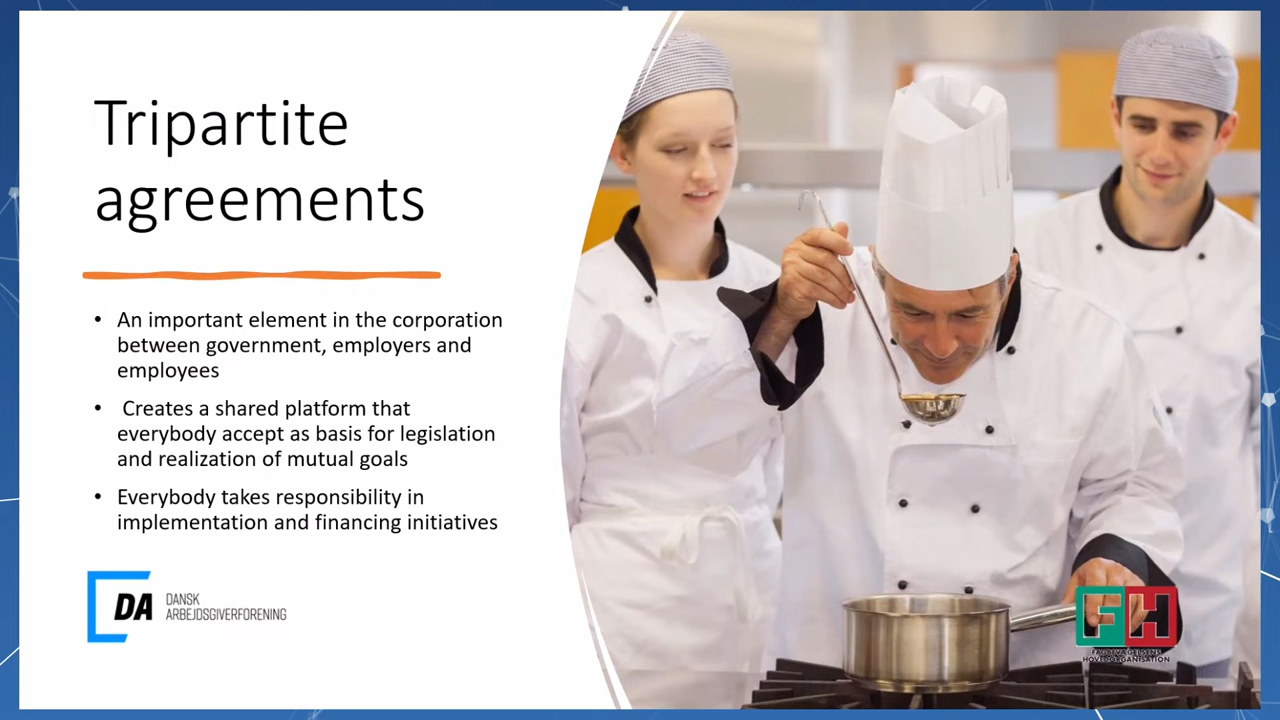 Tripartite
agreements
• An important element in the corporation
between government, employers and
employees
• Creates a shared platform that
everybody accept as basis for legislation
and realization of mutual goals
• Everybody takes responsibility in
implementation and financing initiatives
DA
DANSK
ARBEJDSGIVERFORENING
FH
FAGBEVÆGELSENS
HOVEDORGANISATION